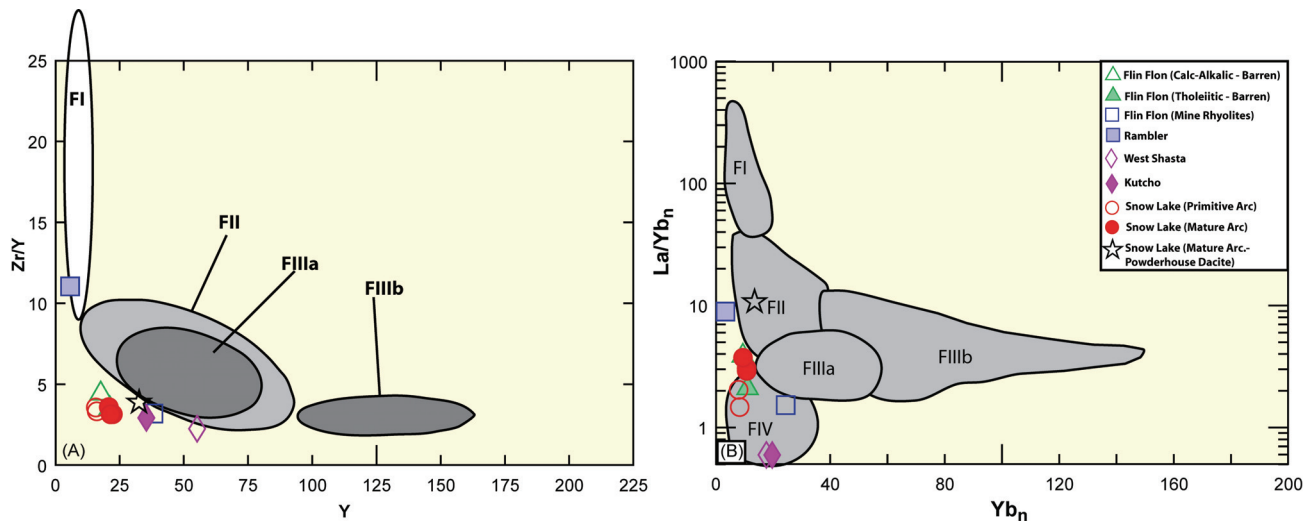 25
20
15
10
5
0
Zr/Y
FI
FII
FIIIa
FIIIb
(A)
0
25
50
75
100
125
150
175
200
225
Y
1000
100
10
1
La/Ybn
FI
FII
FIIIa
FIIIb
FIV
(B)
0
40
80
120
160
200
Ybn
Flin Flon (Calc-Alkalic - Barren)
Flin Flon (Tholeiitic - Barren)
Flin Flon (Mine Rhyolites)
Rambler
West Shasta
Kutcho
Snow Lake (Primitive Arc)
Snow Lake (Mature Arc)
Snow Lake (Mature Arc.-
Powderhouse Dacite)